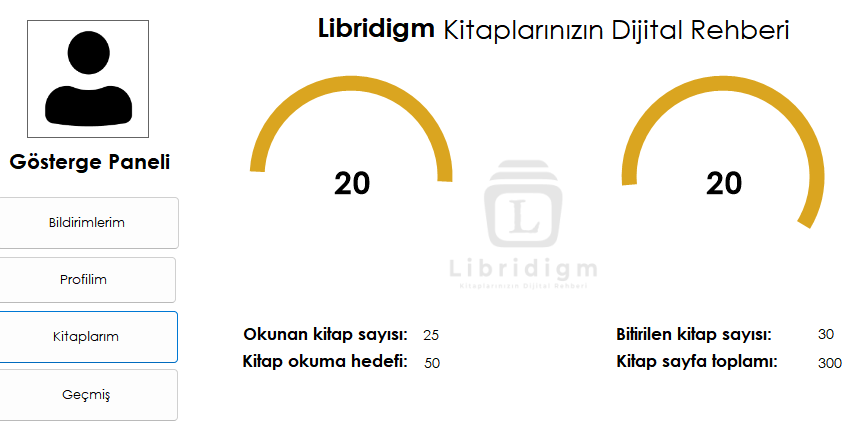 Libridigm Kitaplarınızın Dijital Rehberi
Gösterge Paneli
Bildirimlerim
Profilim
Kitaplarım
Geçmiş
20
20
L
Libridigm
Kitaplarınizin Dijital Rehberi
Okunan kitap sayısı: 25
Kitap okuma hedefi: 50
Bitirilen kitap sayısı: 30
Kitap sayfa toplamı: 300